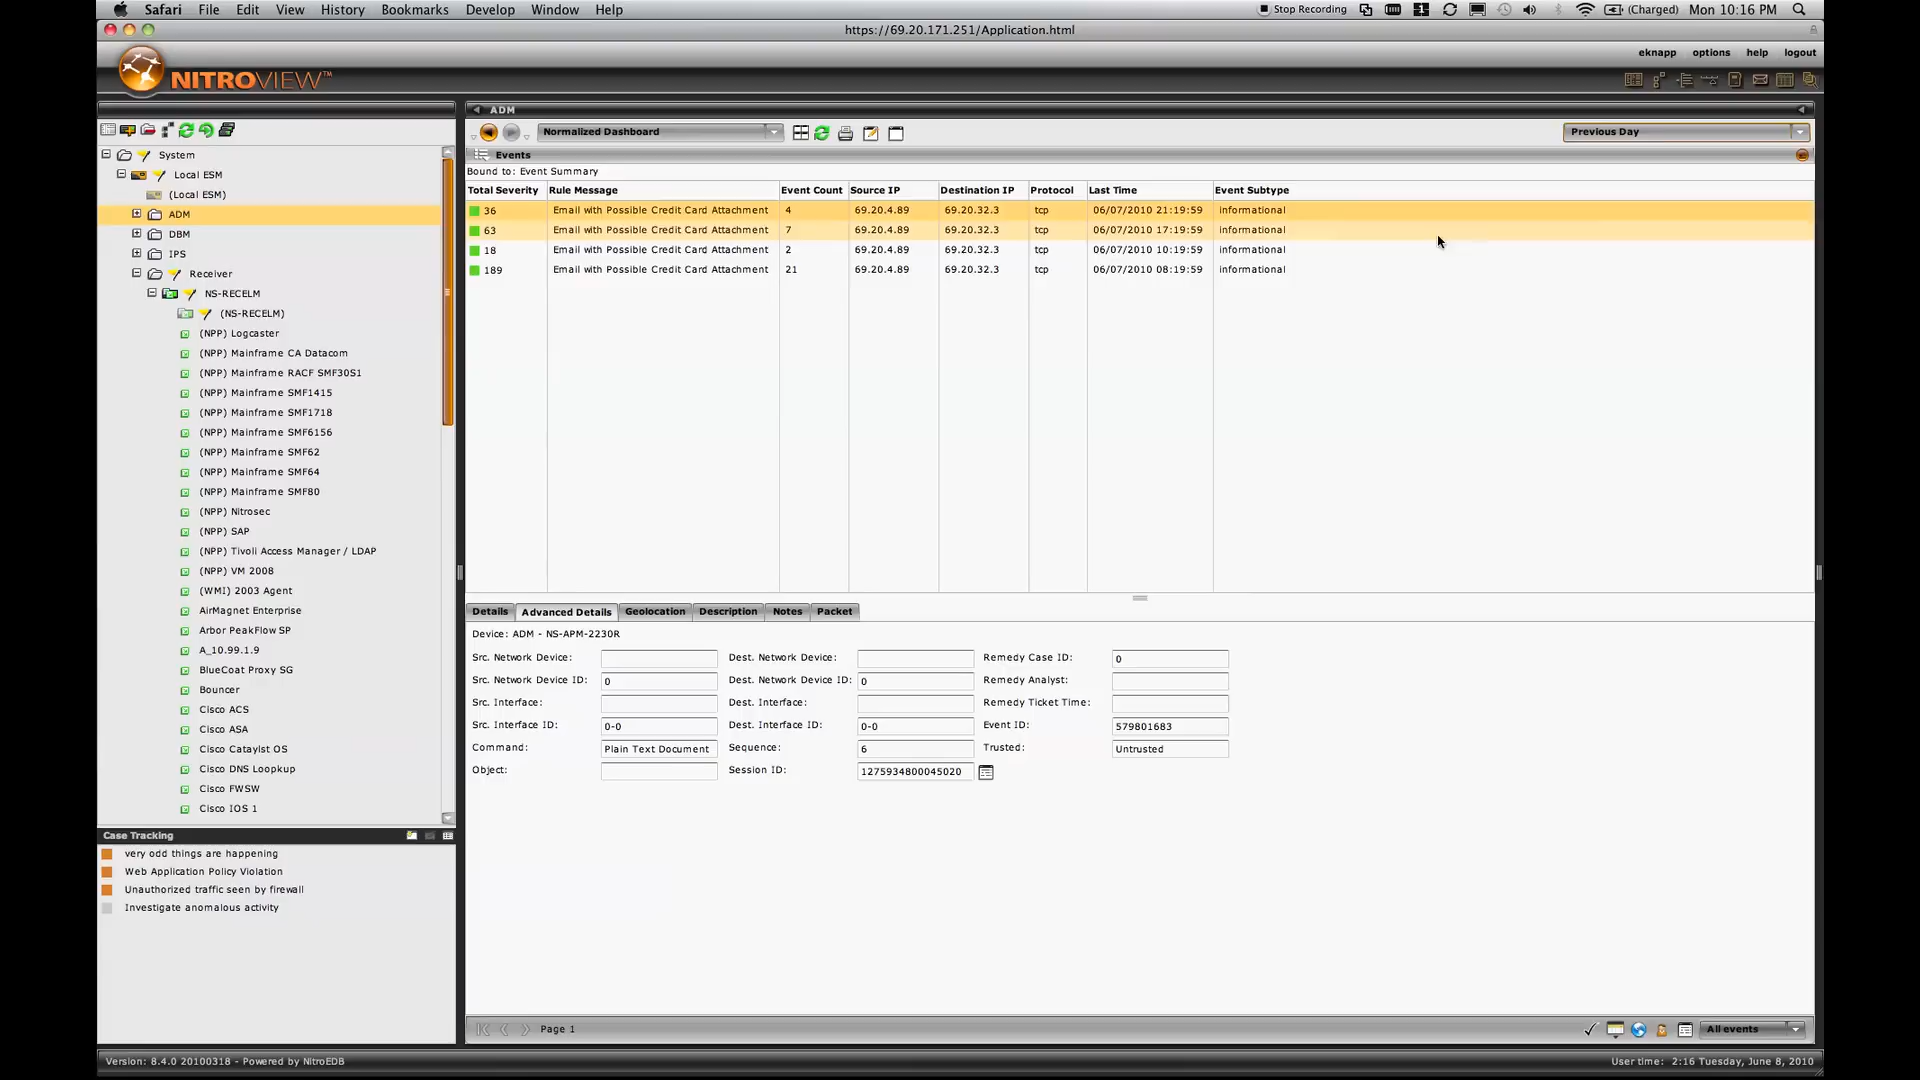 Safari File Edit View History Bookmarks Develop Window Help Stop Recording 1 (Charged) Mon 10:16 PM
https://69.20.171.251/Application.html
eknapp options help logout
NITROVIEW™
ADM
Normalized Dashboard Previous Day
Events
Bound to: Event Summary
Total Severity Rule Message Event Count Source IP Destination IP Protocol Last Time Event Subtype
36 Email with Possible Credit Card Attachment 4 69.20.4.89 69.20.32.3 tcp 06/07/2010 21:19:59 informational
63 Email with Possible Credit Card Attachment 7 69.20.4.89 69.20.32.3 tcp 06/07/2010 17:19:59 informational
18 Email with Possible Credit Card Attachment 2 69.20.4.89 69.20.32.3 tcp 06/07/2010 10:19:59 informational
189 Email with Possible Credit Card Attachment 21 69.20.4.89 69.20.32.3 tcp 06/07/2010 08:19:59 informational
System
Local ESM
(Local ESM)
ADM
DBM
IPS
Receiver
NS-RECELM
(NS-RECELM)
(NPP) Logcaster
(NPP) Mainframe CA Datacom
(NPP) Mainframe RACF SMF30S1
(NPP) Mainframe SMF1415
(NPP) Mainframe SMF1718
(NPP) Mainframe SMF6156
(NPP) Mainframe SMF62
(NPP) Mainframe SMF64
(NPP) Mainframe SMF80
(NPP) Nitrosec
(NPP) SAP
(NPP) Tivoli Access Manager / LDAP
(NPP) VM 2008
(WMI) 2003 Agent
AirMagnet Enterprise
Arbor PeakFlow SP
A_10.99.1.9
BlueCoat Proxy SG
Bouncer
Cisco ACS
Cisco ASA
Cisco Cataylst OS
Cisco DNS Loopkup
Cisco FWSW
Cisco IOS 1
Details Advanced Details Geolocation Description Notes Packet
Device: ADM - NS-APM-2230R
Src. Network Device: Dest. Network Device: Remedy Case ID: 0
Src. Network Device ID: 0 Dest. Network Device ID: 0 Remedy Analyst:
Src. Interface: Dest. Interface: Remedy Ticket Time:
Src. Interface ID: 0-0 Dest. Interface ID: 0-0 Event ID: 579801683
Command: Plain Text Document Sequence: 6 Trusted: Untrusted
Object: Session ID: 1275934800045020
Case Tracking
very odd things are happening
Web Application Policy Violation
Unauthorized traffic seen by firewall
Investigate anomalous activity
Page 1 All events
Version: 8.4.0 20100318 - Powered by NitroEDB User time: 2:16 Tuesday, June 8, 2010